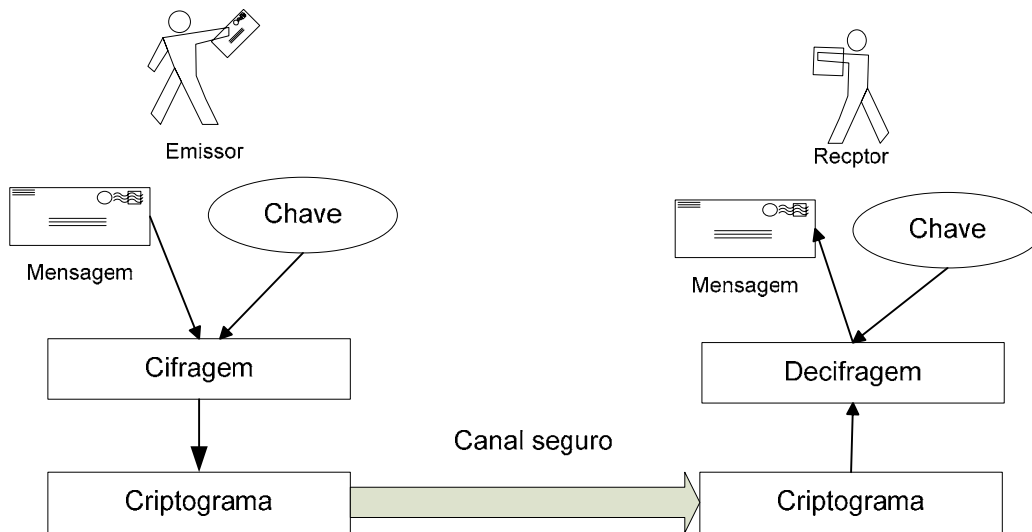 Emissor
Recptor
Chave
Chave
Mensagem
Mensagem
Cifragem
Decifragem
Canal seguro
Criptograma
Criptograma